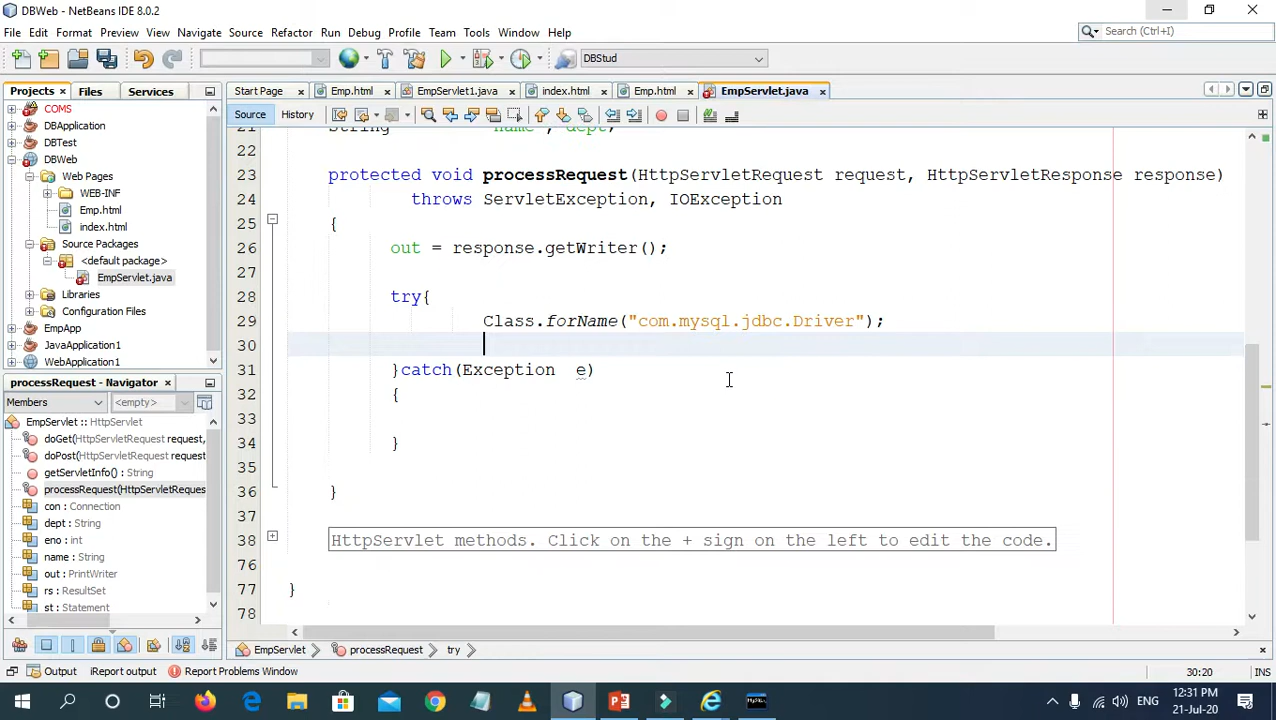 DBWeb - NetBeans IDE 8.0.2
File Edit Format Preview View Navigate Source Refactor Run Debug Profile Team Tools Window Help
Search (Ctrl+I)
DBStud
Projects Files Services
Start Page Emp.html EmpServlet1.java index.html Emp.html EmpServlet.java
Source History
COMS
DBApplication
DBTest
DBWeb
Web Pages
WEB-INF
Emp.html
index.html
Source Packages
<default package>
EmpServlet.java
Libraries
Configuration Files
EmpApp
JavaApplication1
WebApplication1
processRequest - Navigator
Members <empty>
EmpServlet :: HttpServlet
doGet(HttpServletRequest request,
doPost(HttpServletRequest request
getServletInfo() : String
processRequest(HttpServletReques
con : Connection
dept : String
eno : int
name : String
out : PrintWriter
rs : ResultSet
st : Statement
21 String name , dept;
22
23 protected void processRequest(HttpServletRequest request, HttpServletResponse response)
24 throws ServletException, IOException
25 {
26 out = response.getWriter();
27
28 try{
29 Class.forName("com.mysql.jdbc.Driver");
30
31 }catch(Exception e)
32 {
33
34 }
35
36 }
37
38 HttpServlet methods. Click on the + sign on the left to edit the code.
76
77 }
78
EmpServlet processRequest try
Output iReport output Report Problems Window
30:20 INS
ENG
12:31 PM
21-Jul-20